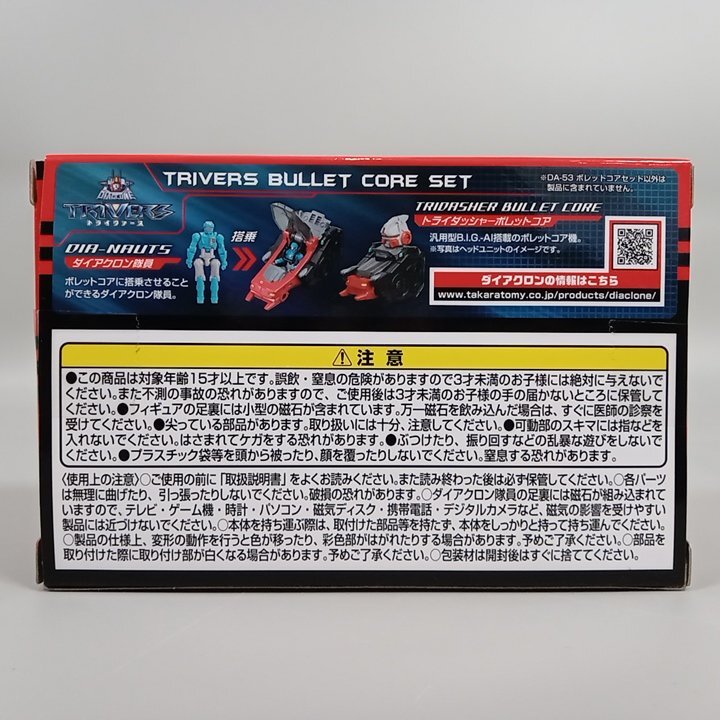 TRIVERS BULLET CORE SET
※DA-53 ボレットコアセット以外は
製品に含まれていません。
DIACLONE
TRIVERS
トライヴァース
DIA-NAUTS
ダイアクロン隊員
ボレットコアに搭乗させること
ができるダイアクロン隊員。
搭乗
TRIDASHER BULLET CORE
トライダッシャーボレットコア
汎用型B.I.G-AI搭載のボレットコア機。
※写真はヘッドユニットのイメージです。
ダイアクロンの情報はこちら
www.takaratomy.co.jp/products/diaclone/
⚠注意
●この商品は対象年齢15才以上です。誤飲・窒息の危険がありますので3才未満のお子様には絶対に与えないで
ください。また不測の事故の恐れがありますので、ご使用後は3才未満のお子様の手の届かないところに保管して
ください。●フィギュアの足裏には小型の磁石が含まれています。万一磁石を飲み込んだ場合は、すぐに医師の診察
を受けてください。●尖っている部品があります。取り扱いには十分、注意してください。●可動部のスキマには指などを
入れないでください。はさまれてケガをする恐れがあります。●ぶつけたり、振り回すなどの乱暴な遊びをしないで
ください。●プラスチック袋等を頭から被ったり、顔を覆ったりしないでください。窒息する恐れがあります。
〈使用上の注意〉○ご使用の前に「取扱説明書」をよくお読みください。また読み終わった後は必ず保管してください。○各パーツ
は無理に曲げたり、引っ張ったりしないでください。破損の恐れがあります。○ダイアクロン隊員の足裏には磁石が組み込まれて
いますので、テレビ・ゲーム機・時計・パソコン・磁気ディスク・携帯電話・デジタルカメラなど、磁気の影響を受けやすい
製品には近づけないでください。○本体を持ち運ぶ際は、取付けた部品等を持たず、本体をしっかりと持って持ち運んでください。
○製品の仕様上、変形の動作を行うと色が移ったり、彩色部がはがれたりする場合があります。予めご了承ください。○部品を
取り付けた際に取り付け部が白くなる場合があります。予めご了承ください。○包装材は開封後はすぐに捨ててください。